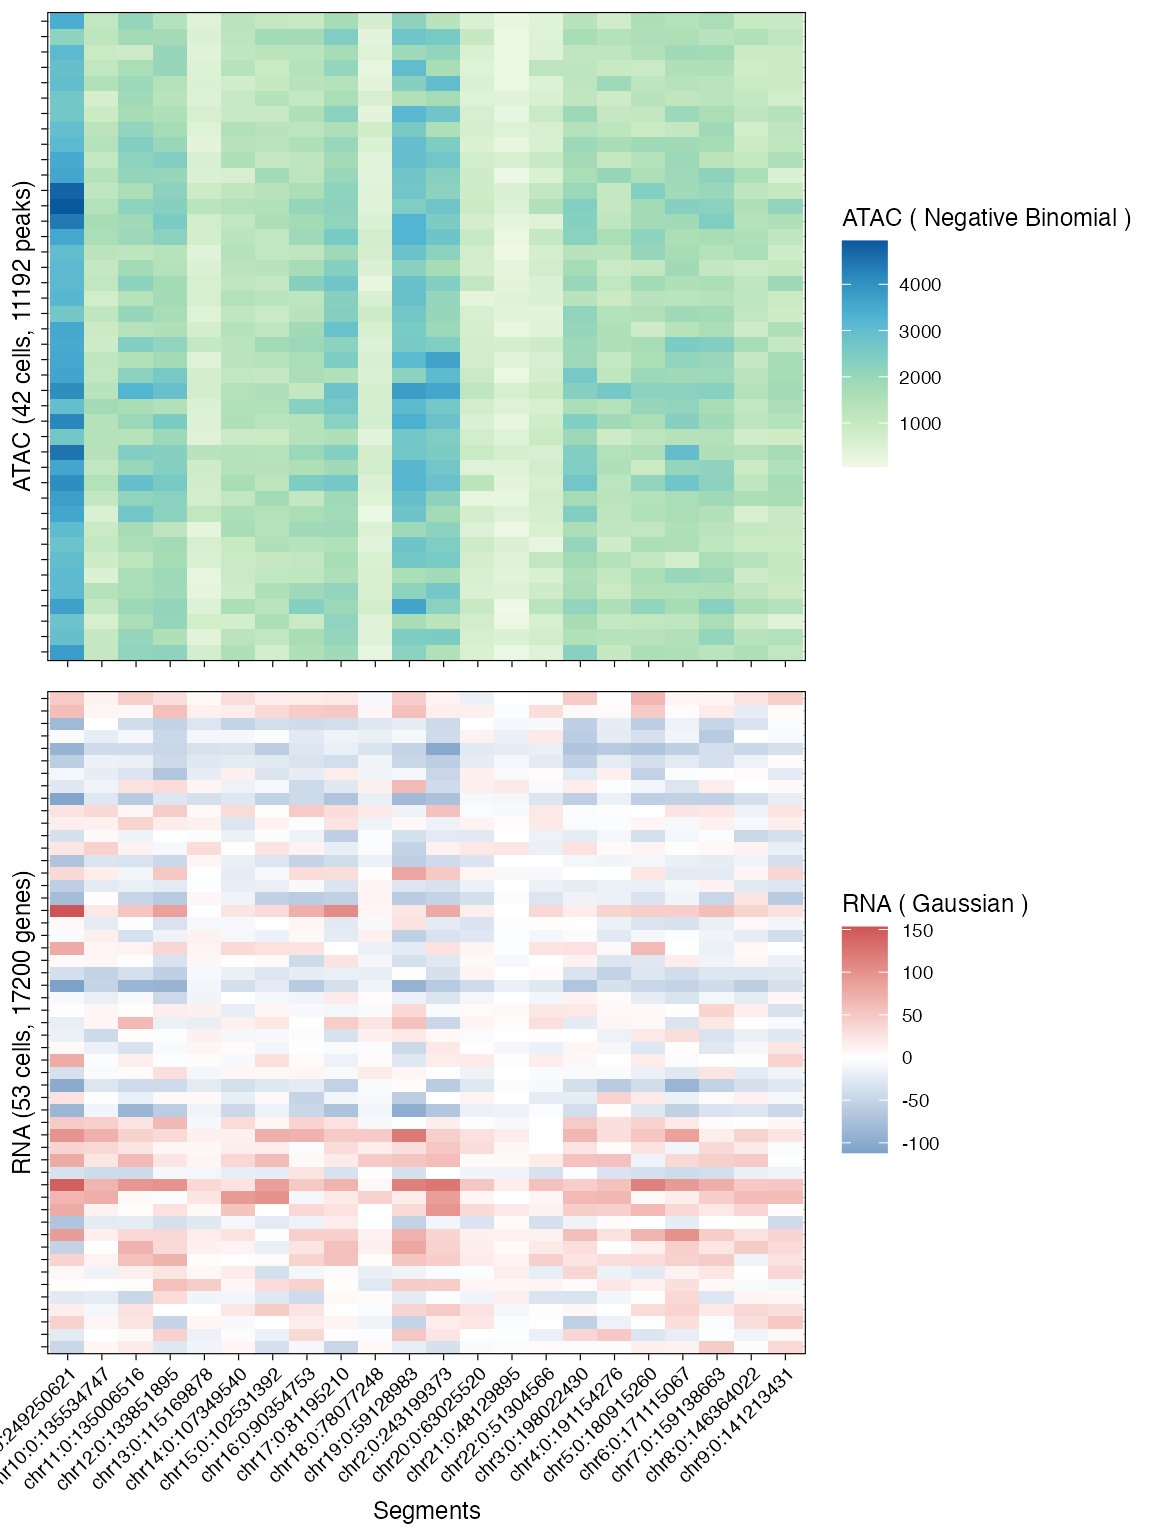 ATAC (42 cells, 11192 peaks)
ATAC ( Negative Binomial )
4000
3000
2000
1000
RNA (53 cells, 17200 genes)
RNA ( Gaussian )
150
100
50
0
-50
-100
:249250621
hr10:0:135534747
chr11:0:135006516
chr12:0:133851895
chr13:0:115169878
chr14:0:107349540
chr15:0:102531392
chr16:0:90354753
chr17:0:81195210
chr18:0:78077248
chr19:0:59128983
chr2:0:243199373
chr20:0:63025520
chr21:0:48129895
chr22:0:51304566
chr3:0:198022430
chr4:0:191154276
chr5:0:180915260
chr6:0:171115067
chr7:0:159138663
chr8:0:146364022
chr9:0:141213431
Segments